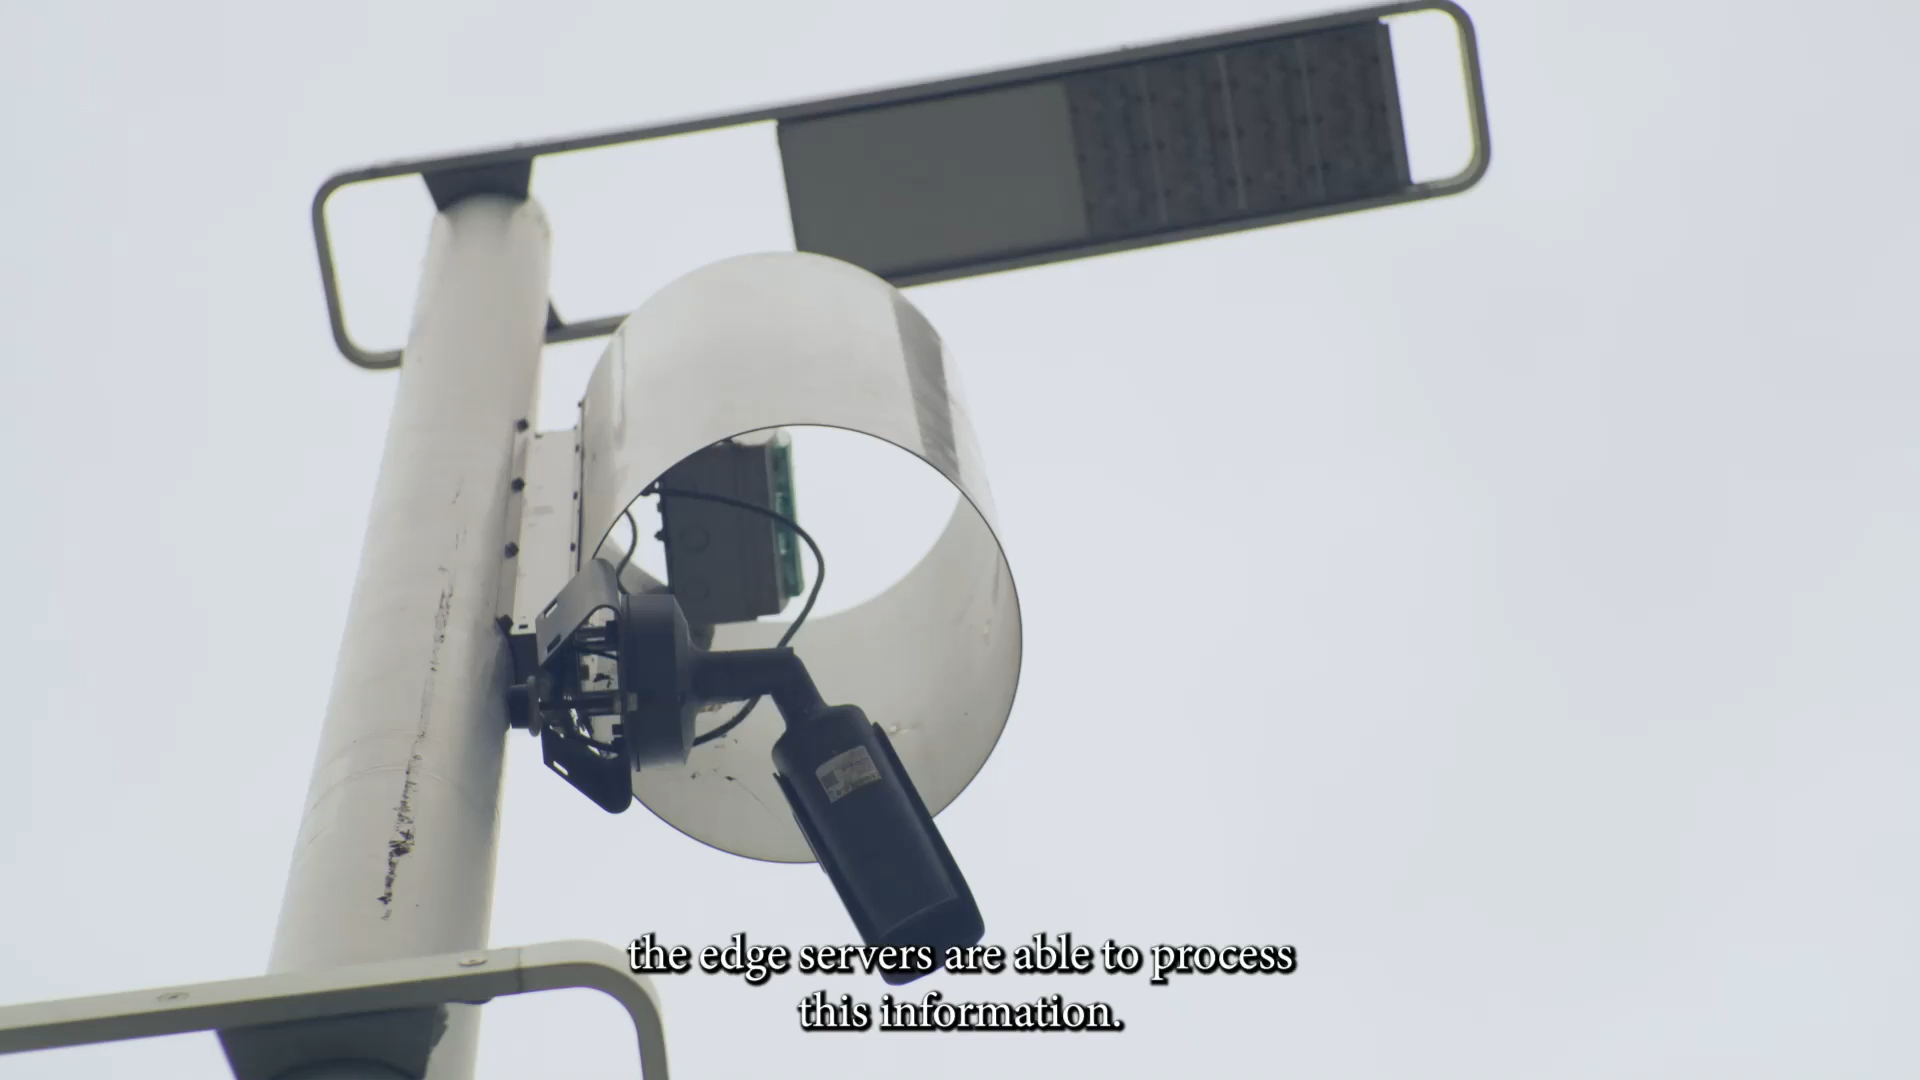 the edge servers are able to process
this information.